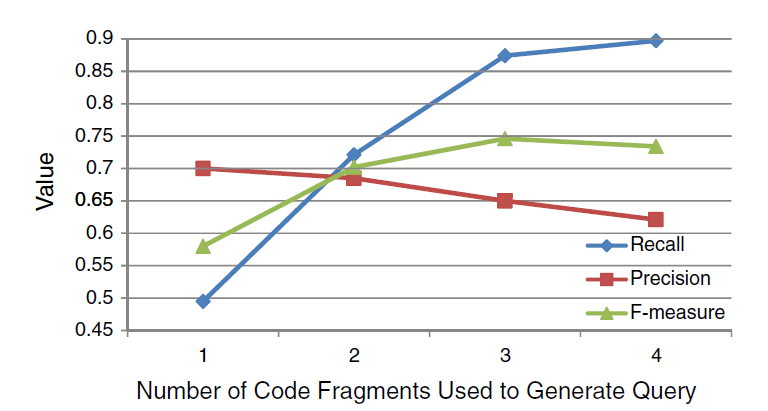 0.9
0.85
0.8
0.75
0.7
0.65
0.6
0.55
0.5
0.45
Value
Recall
Precision
F-measure
1 2 3 4
Number of Code Fragments Used to Generate Query